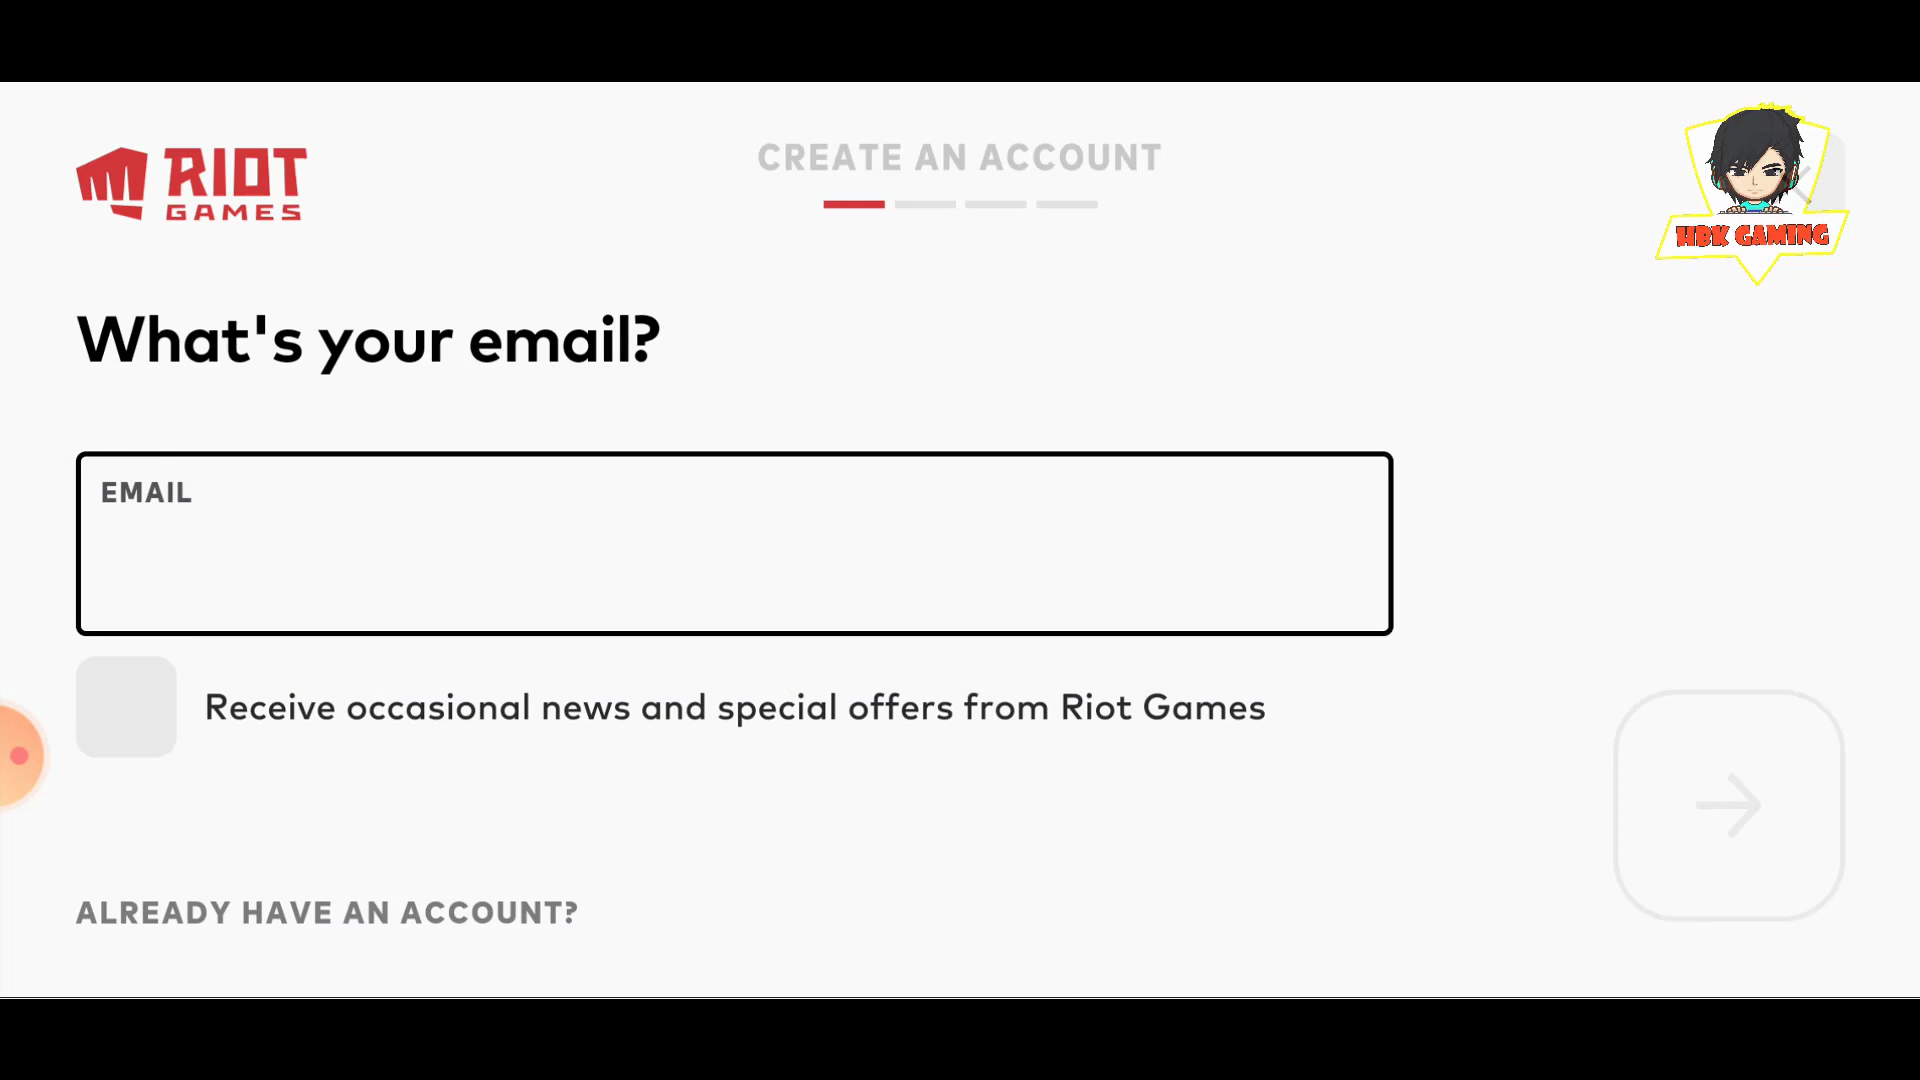 RIOT
GAMES
CREATE AN ACCOUNT
HBK GAMING
What's your email?
EMAIL
Receive occasional news and special offers from Riot Games
ALREADY HAVE AN ACCOUNT?